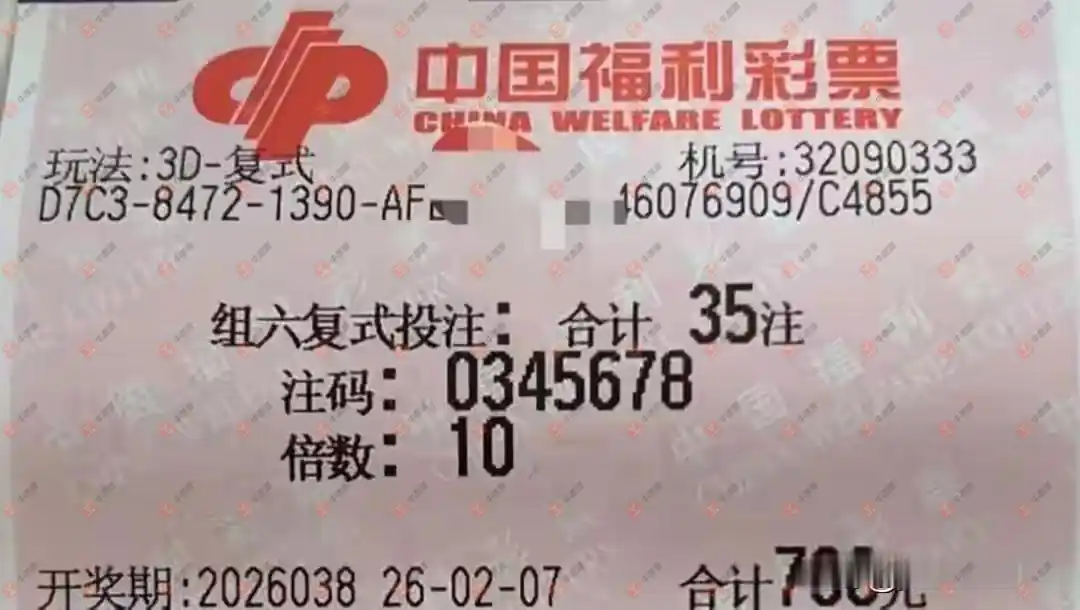 中国福利彩票
CHINA WELFARE LOTTERY
玩法:3D-复式 机号:32090333
D7C3-8472-1390-AF 46076909/C4855
组六复式投注: 合计 35注
注码: 0345678
倍数: 10
开奖期:2026038 26-02-07 合计700元